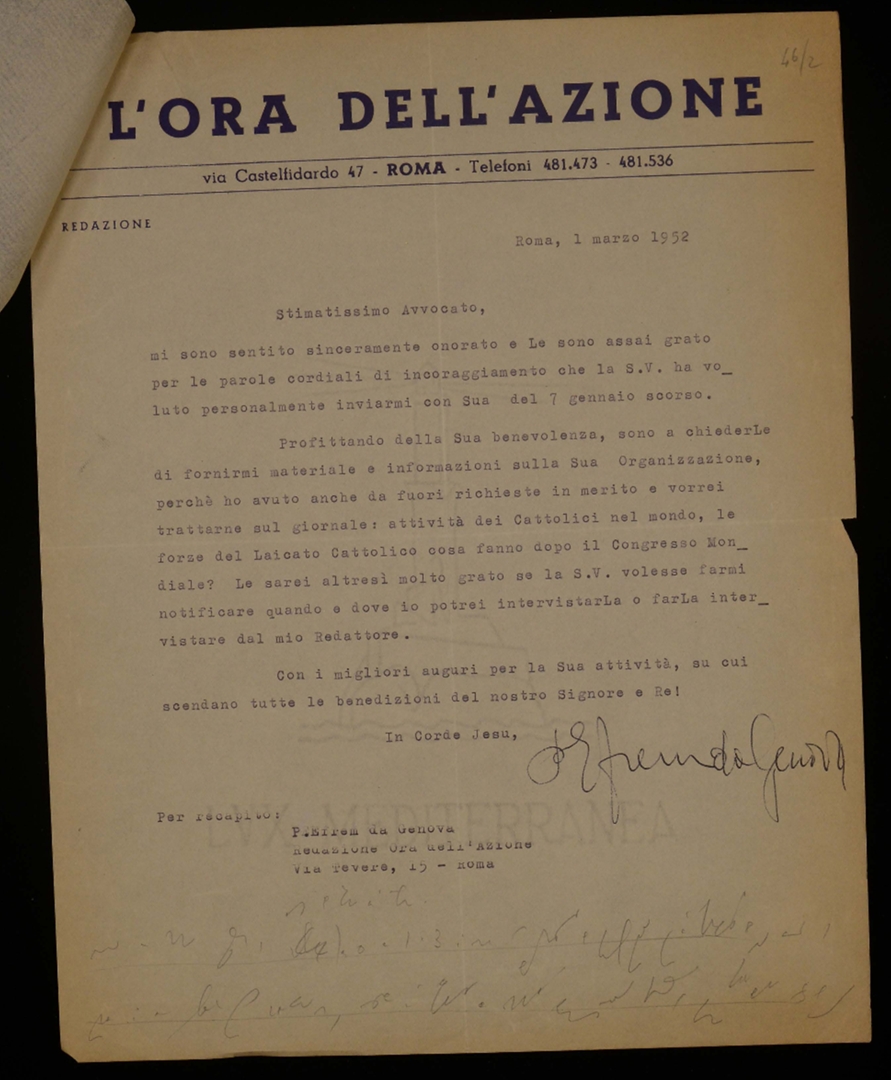 46/2
L'ORA DELL'AZIONE
via Castelfidardo 47 - ROMA - Telefoni 481.473 - 481.536
REDAZIONE
Roma, 1 marzo 1952
Stimatissimo Avvocato,
mi sono sentito sinceramente onorato e Le sono assai grato
per le parole cordiali di incoraggiamento che la S.V. ha vo_
luto personalmente inviarmi con Sua del 7 gennaio scorso.
Profittando della Sua benevolenza, sono a chiederLe
di fornirmi materiale e informazioni sulla Sua Organizzazione,
perchè ho avuto anche da fuori richieste in merito e vorrei
trattarne sul giornale: attività dei Cattolici nel mondo, le
forze del Laicato Cattolico cosa fanno dopo il Congresso Mon_
diale? Le sarei altresì molto grato se la S.V. volesse farmi
notificare quando e dove io potrei intervistarLa o farLa inter_
vistare dal mio Redattore.
Con i migliori auguri per la Sua attività, su cui
scendano tutte le benedizioni del nostro Signore e Re!
In Corde Jesu,
Efrem da Genova
Per recapito:
P.Efrem da Genova
Redazione Ora dell'Azione
Via Tevere, 15 - Roma
LVX MEDITERRANEA